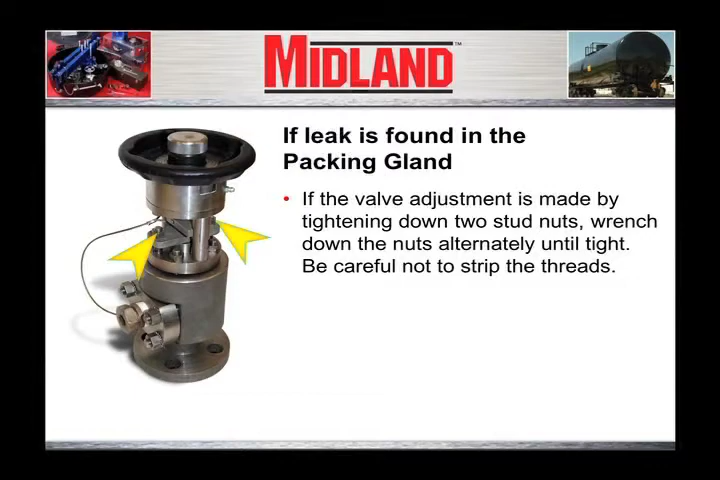 MIDLAND™
If leak is found in the
Packing Gland
• If the valve adjustment is made by
tightening down two stud nuts, wrench
down the nuts alternately until tight.
Be careful not to strip the threads.